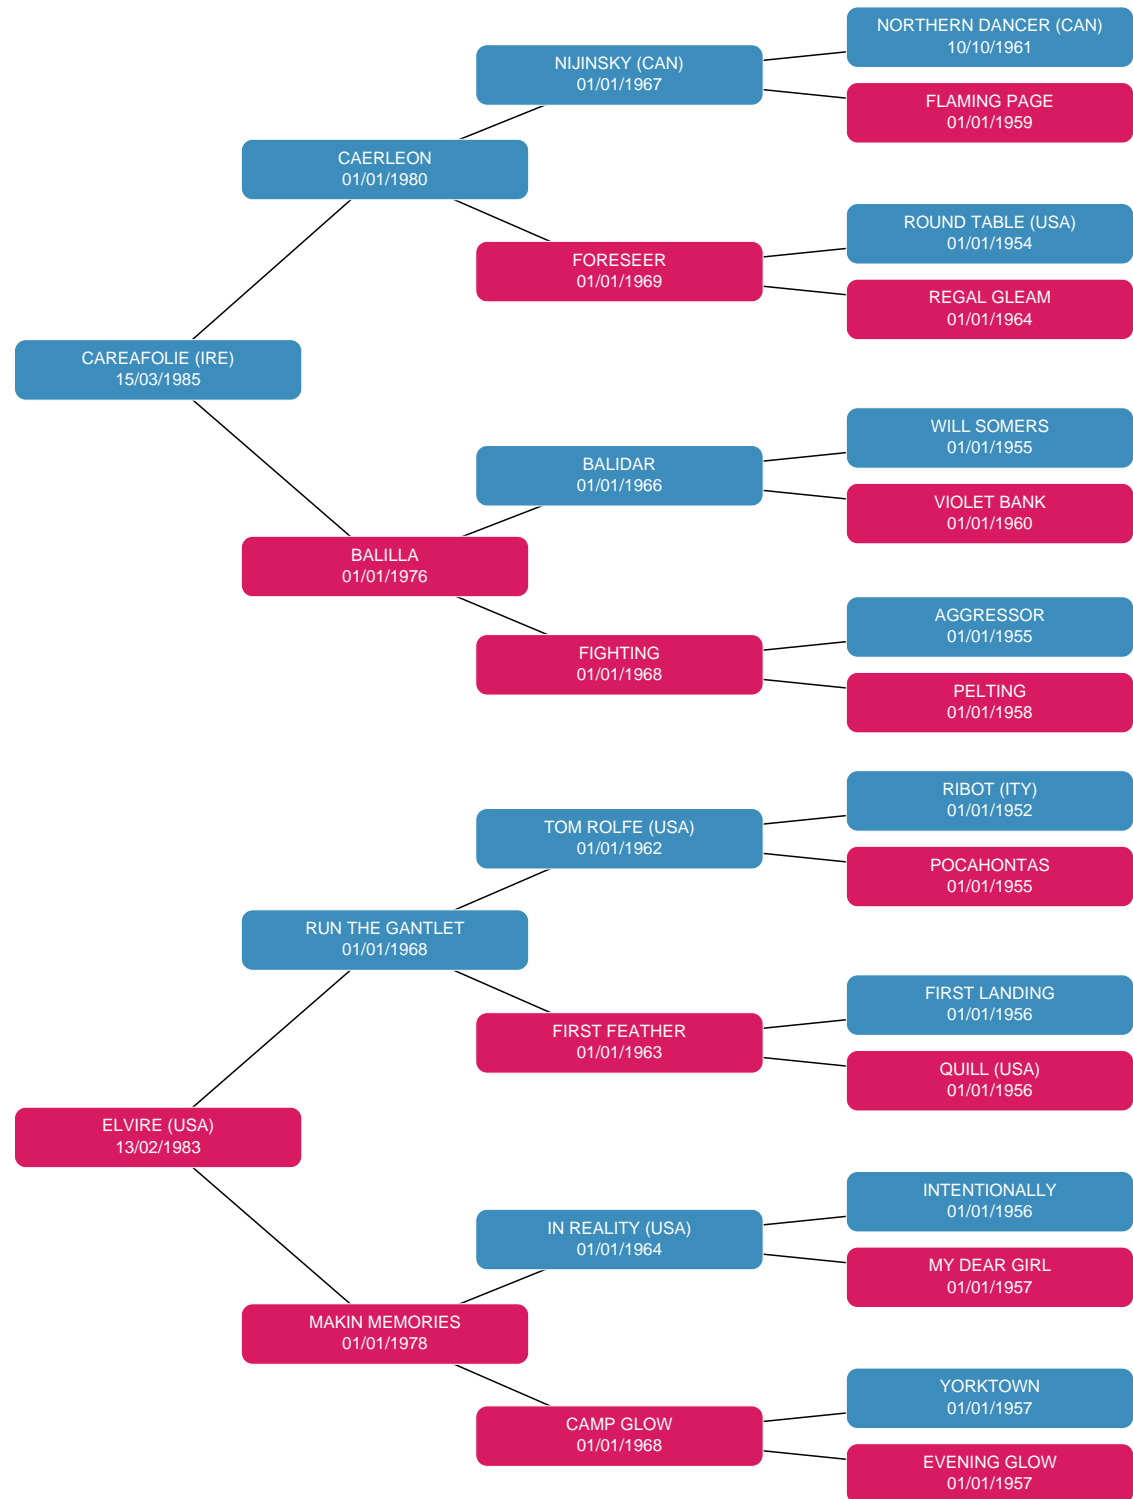 NORTHERN DANCER (CAN)
10/10/1961
NIJINSKY (CAN)
01/01/1967
FLAMING PAGE
01/01/1959
CAERLEON
01/01/1980
ROUND TABLE (USA)
01/01/1954
FORESEER
01/01/1969
REGAL GLEAM
01/01/1964
CAREAFOLIE (IRE)
15/03/1985
WILL SOMERS
01/01/1955
BALIDAR
01/01/1966
VIOLET BANK
01/01/1960
BALILLA
01/01/1976
AGGRESSOR
01/01/1955
FIGHTING
01/01/1968
PELTING
01/01/1958
RIBOT (ITY)
01/01/1952
TOM ROLFE (USA)
01/01/1962
POCAHONTAS
01/01/1955
RUN THE GANTLET
01/01/1968
FIRST LANDING
01/01/1956
FIRST FEATHER
01/01/1963
QUILL (USA)
01/01/1956
ELVIRE (USA)
13/02/1983
INTENTIONALLY
01/01/1956
IN REALITY (USA)
01/01/1964
MY DEAR GIRL
01/01/1957
MAKIN MEMORIES
01/01/1978
YORKTOWN
01/01/1957
CAMP GLOW
01/01/1968
EVENING GLOW
01/01/1957